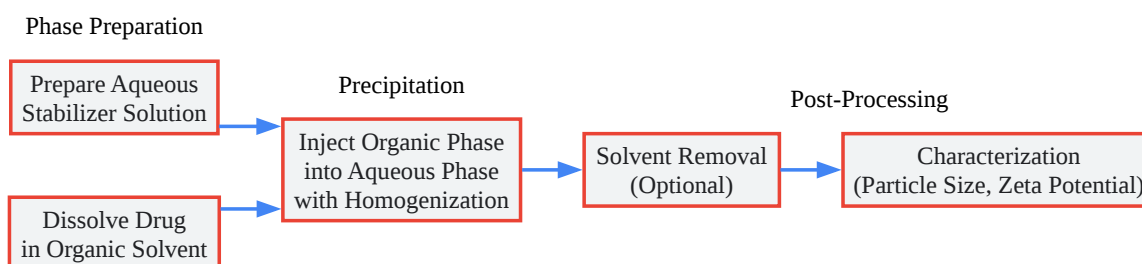 Phase Preparation
Prepare Aqueous
Stabilizer Solution
Dissolve Drug
in Organic Solvent
Precipitation
Inject Organic Phase
into Aqueous Phase
with Homogenization
Post-Processing
Solvent Removal
(Optional)
Characterization
(Particle Size, Zeta Potential)